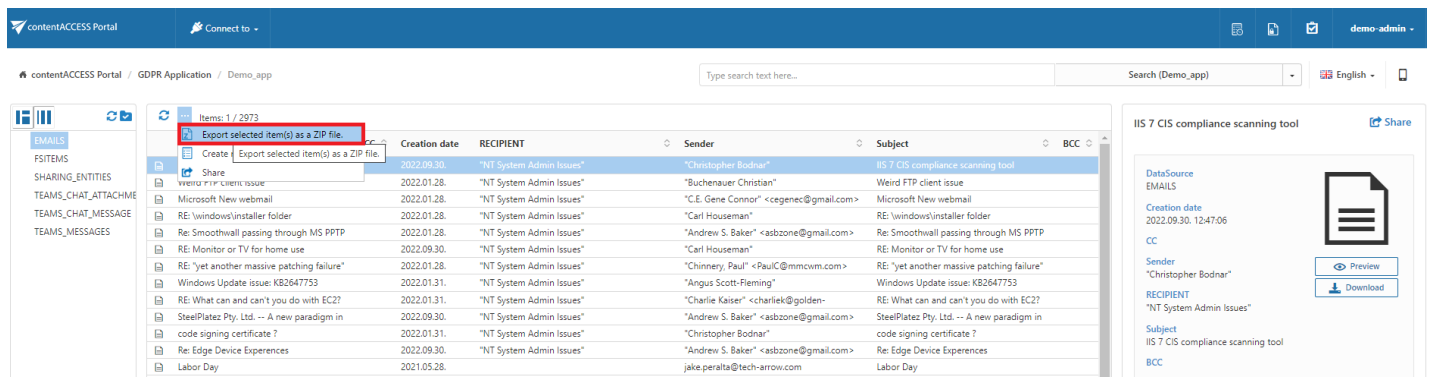 contentACCESS Portal
Connect to
demo-admin
contentACCESS Portal / GDPR Application / Demo_app
Type search text here...
Search (Demo_app)
English
Items: 1 / 2973
EMAILS
FSITEMS
SHARING_ENTITIES
TEAMS_CHAT_ATTACHME
TEAMS_CHAT_MESSAGE
TEAMS_MESSAGES
Export selected item(s) as a ZIP file.
Create
Export selected item(s) as a ZIP file.
Share
CC Creation date RECIPIENT Sender Subject BCC
2022.09.30. "NT System Admin Issues" "Christopher Bodnar" IIS 7 CIS compliance scanning tool
Weird FTP client issue 2022.01.28. "NT System Admin Issues" "Buchenauer Christian" Weird FTP client issue
Microsoft New webmail 2022.01.28. "NT System Admin Issues" "C.E. Gene Connor" <cegenec@gmail.com> Microsoft New webmail
RE: \windows\installer folder 2022.01.28. "NT System Admin Issues" "Carl Houseman" RE: \windows\installer folder
Re: Smoothwall passing through MS PPTP 2022.01.28. "NT System Admin Issues" "Andrew S. Baker" <asbzone@gmail.com> Re: Smoothwall passing through MS PPTP
RE: Monitor or TV for home use 2022.09.30. "NT System Admin Issues" "Carl Houseman" RE: Monitor or TV for home use
RE: "yet another massive patching failure" 2022.01.28. "NT System Admin Issues" "Chinnery, Paul" <PaulC@mmcwm.com> RE: "yet another massive patching failure"
Windows Update issue: KB2647753 2022.01.31. "NT System Admin Issues" "Angus Scott-Fleming" Windows Update issue: KB2647753
RE: What can and can't you do with EC2? 2022.01.31. "NT System Admin Issues" "Charlie Kaiser" <charliek@golden- RE: What can and can't you do with EC2?
SteelPlatez Pty. Ltd. -- A new paradigm in 2022.09.30. "NT System Admin Issues" "Andrew S. Baker" <asbzone@gmail.com> SteelPlatez Pty. Ltd. -- A new paradigm in
code signing certificate ? 2022.01.31. "NT System Admin Issues" "Christopher Bodnar" code signing certificate ?
Re: Edge Device Experences 2022.09.30. "NT System Admin Issues" "Andrew S. Baker" <asbzone@gmail.com> Re: Edge Device Experences
Labor Day 2021.05.28. jake.peralta@tech-arrow.com Labor Day
IIS 7 CIS compliance scanning tool
Share
DataSource
EMAILS
Creation date
2022.09.30. 12:47:06
CC
Sender
"Christopher Bodnar"
RECIPIENT
"NT System Admin Issues"
Subject
IIS 7 CIS compliance scanning tool
BCC
Preview
Download